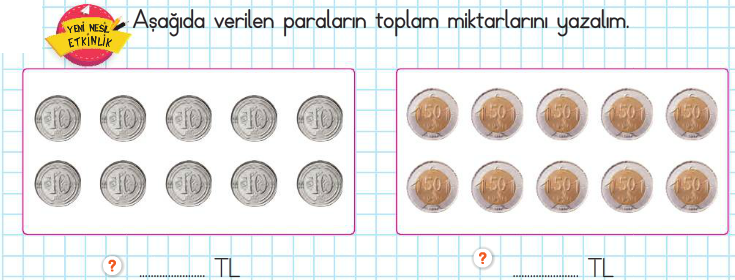 YENİ NESİL
ETKİNLİK
Aşağıda verilen paraların toplam miktarlarını yazalım.
10 10 10 10 10
10 10 10 10 10
50 50 50 50 50
50 50 50 50 50
? .................... TL
? .................... TL